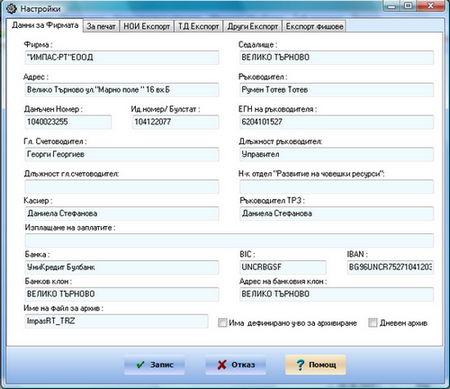 Настройки
Данни за Фирмата За печат НОИ Експорт ТД Експорт Други Експорт Експорт фишове
Фирма : Седалище :
"ИМПАС-РТ"ЕООД ВЕЛИКО ТЪРНОВО
Адрес : Ръководител :
Велико Търново ул."Марно поле " 16 вх.Б Румен Тотев Тотев
Данъчен Номер : Ид.номер/ Булстат : ЕГН на ръководителя :
1040023255 104122077 6204101527
Гл. Счетоводител : Длъжност ръководител:
Георги Георгиев Управител
Длъжност гл.счетоводител: Н-к отдел "Развитие на човешки ресурси":
Касиер : Ръководител ТРЗ :
Даниела Стефанова Даниела Стефанова
Изплащане на заплатите :
Банка : BIC : IBAN :
УниКредит Булбанк UNCRBGSF BG96UNCR75271041203
Банков клон : Адрес на банковия клон :
ВЕЛИКО ТЪРНОВО ВЕЛИКО ТЪРНОВО
Име на файл за архив :
ImpasRT_TRZ Има дефинирано у-во за архивиране Дневен архив
Запис Отказ ? Помощ